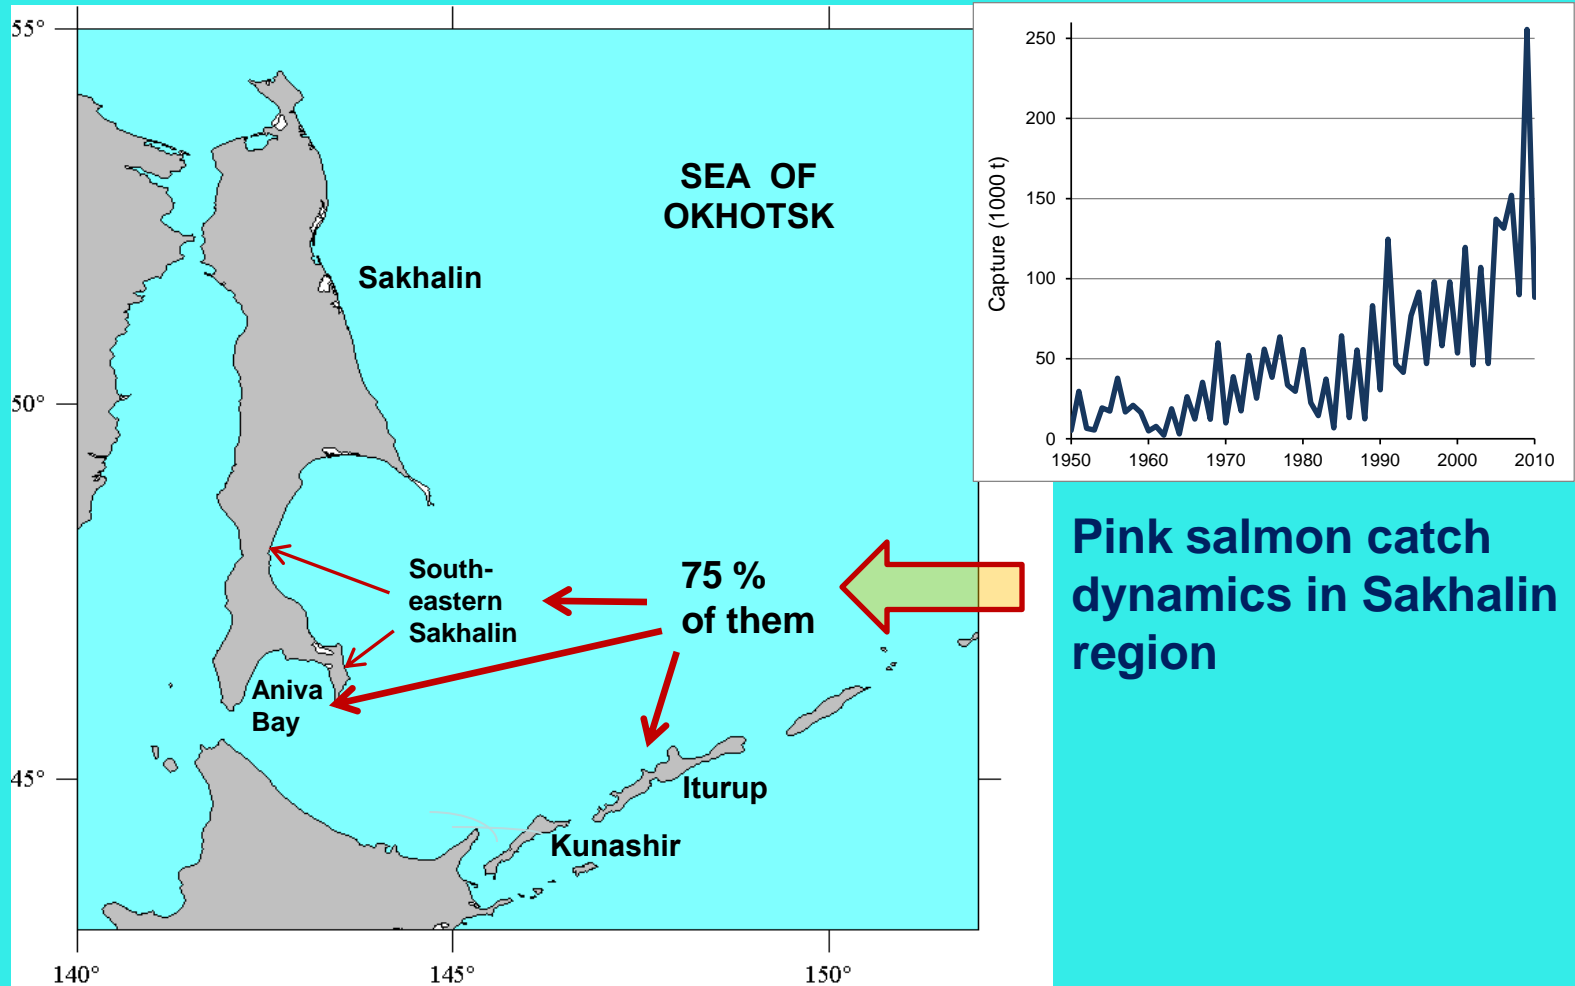 55°
50°
45°
140°
145°
150°
SEA OF
OKHOTSK
Sakhalin
South-
eastern
Sakhalin
75 %
of them
Aniva
Bay
Iturup
Kunashir
Capture (1000 t)
250
200
150
100
50
0
1950
1960
1970
1980
1990
2000
2010
Pink salmon catch
dynamics in Sakhalin
region